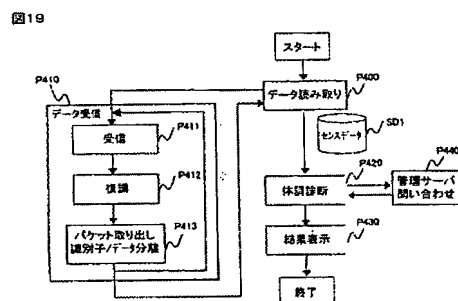 図19
スタート
P400
データ読み取り
P410
データ受信
P411
受信
P412
復調
P413
パケット取り出し
識別子/データ分離
センスデータ
SD1
P420
体調診断
P440
管理サーバ
問い合わせ
P430
結果表示
終了